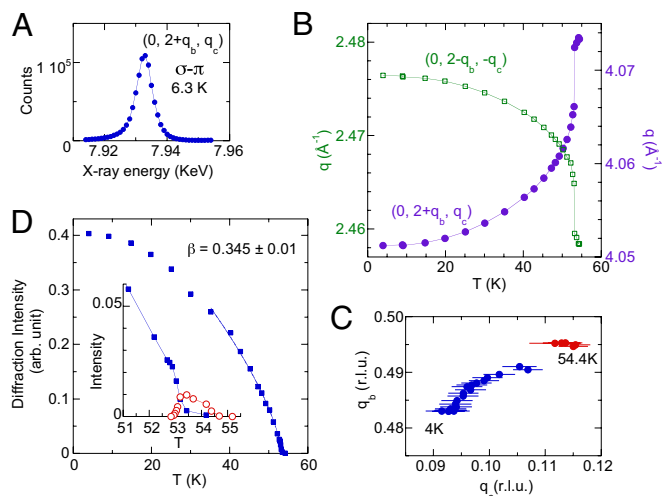 A
(0, 2+q_b, q_c)
σ-π
6.3 K
1 10^5
0
Counts
7.92 7.94 7.96
X-ray energy (KeV)
B
(0, 2-q_b, -q_c)
(0, 2+q_b, q_c)
2.48
2.47
2.46
q (Å^-1)
4.07
4.06
4.05
q (Å^-1)
0 20 40 60
T (K)
D
β = 0.345 ± 0.01
0.4
0.3
0.2
0.1
0
Diffraction Intensity
(arb. unit)
0.05
0
Intensity
51 52 53 54 55
T
0 20 40 60
T (K)
C
0.50
0.49
0.48
q_b (r.l.u.)
54.4K
4K
0.09 0.10 0.11 0.12
(r.l.u.)